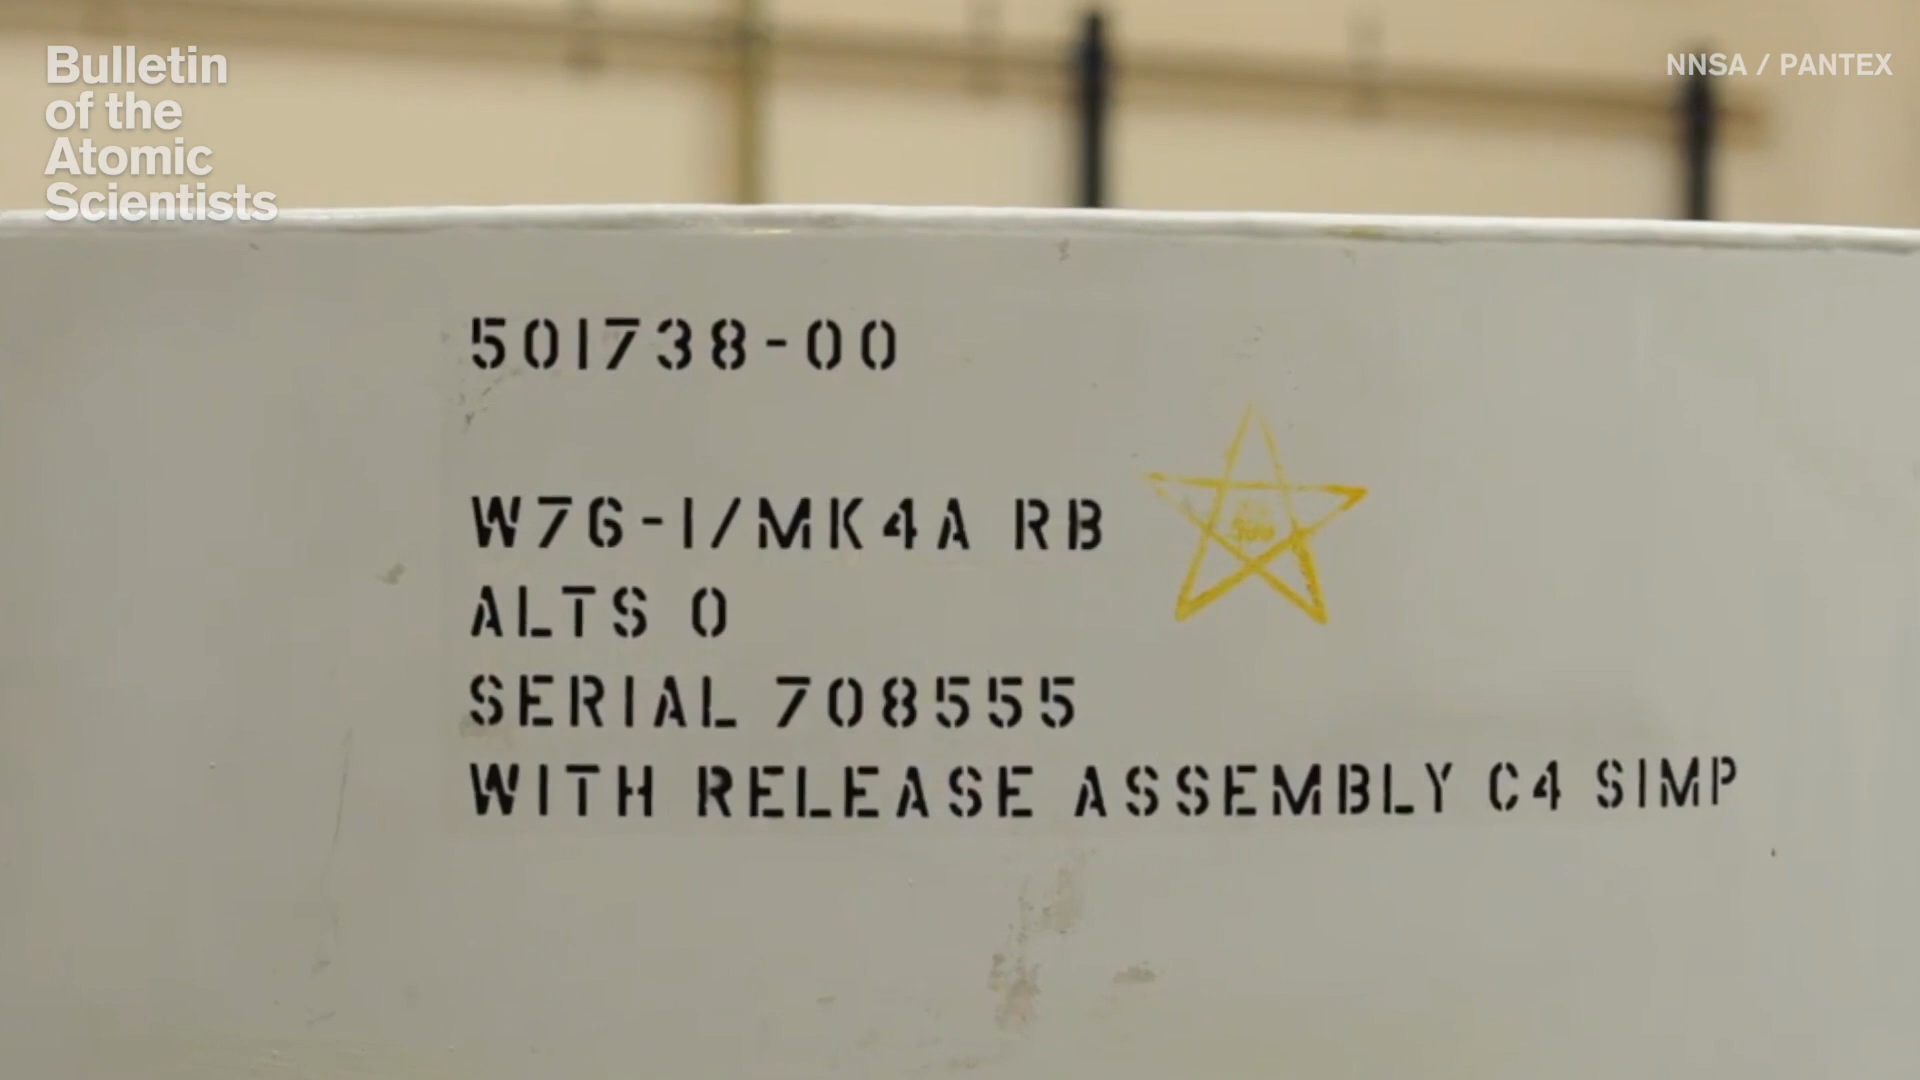 Bulletin
of the
Atomic
Scientists
NNSA / PANTEX
501738-00
W76-1/MK4A RB
ALTS 0
SERIAL 708555
WITH RELEASE ASSEMBLY C4 SIMP